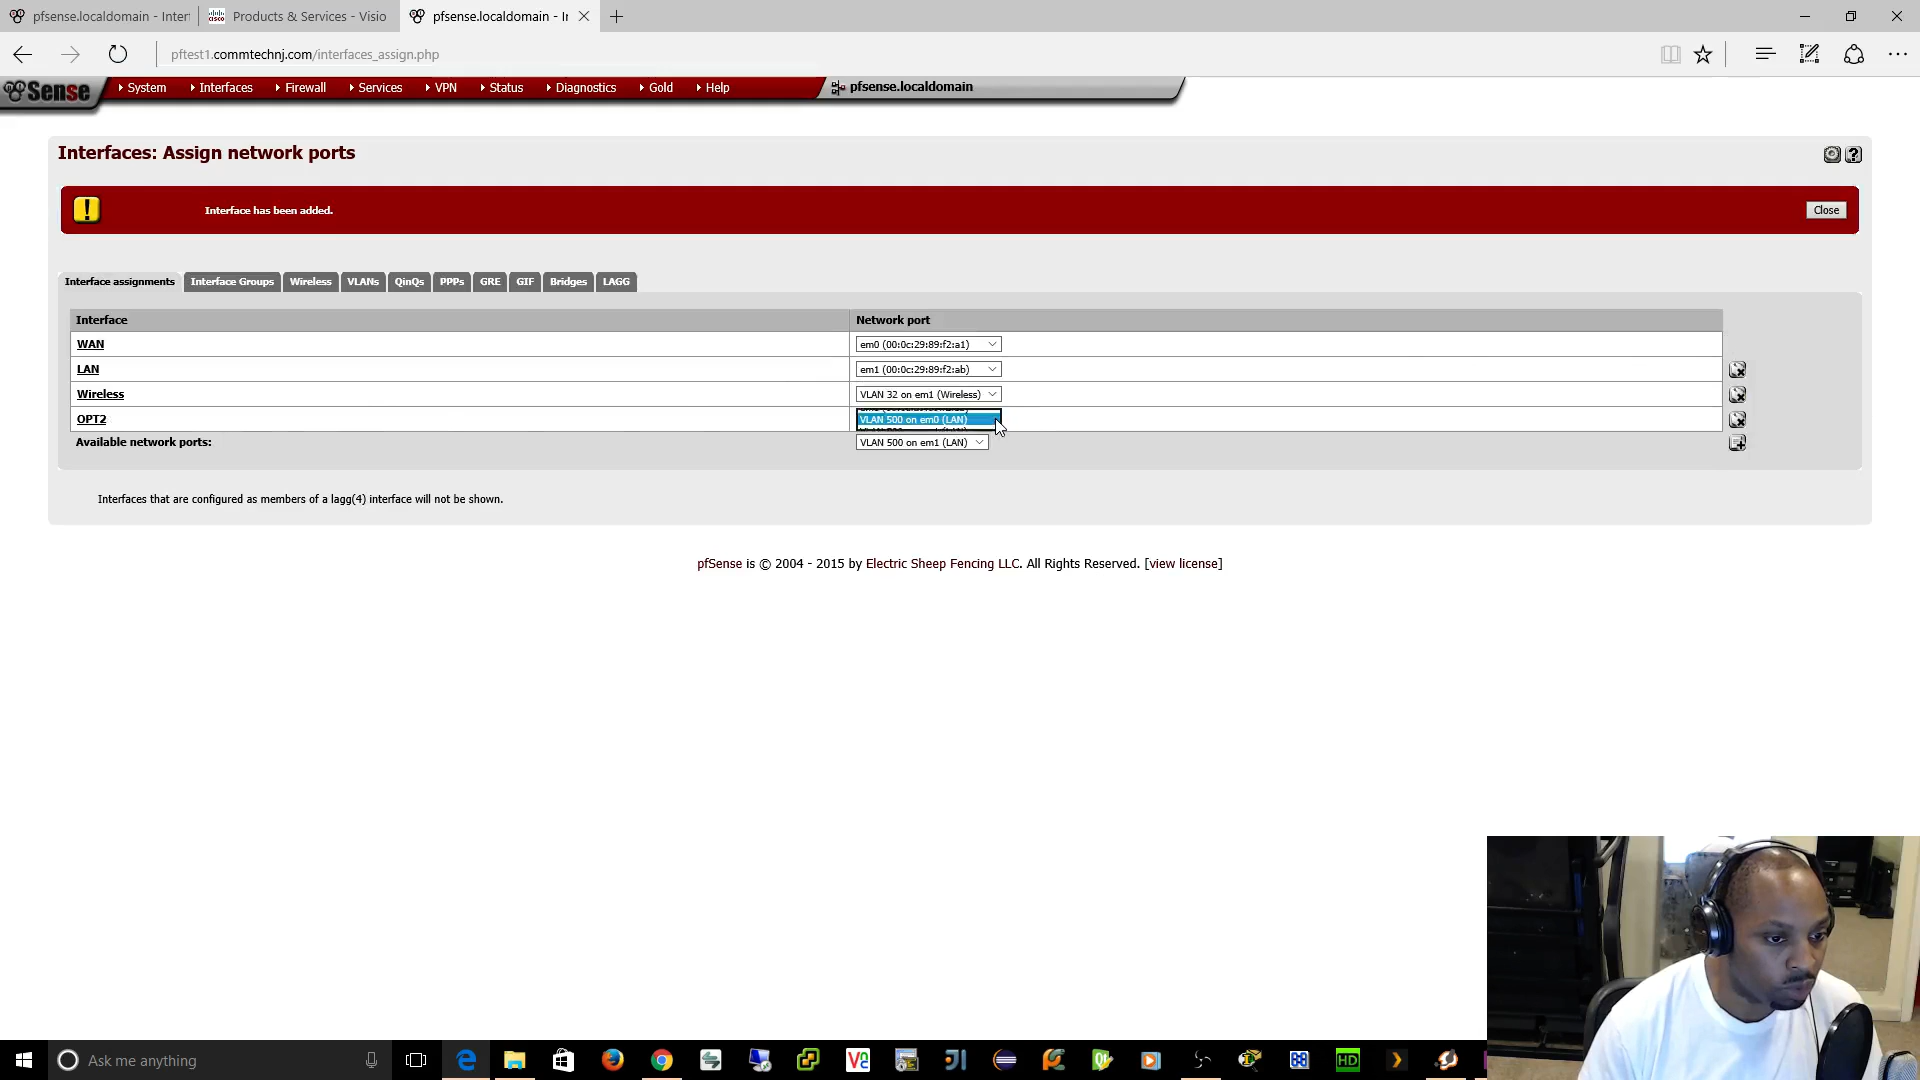 pfsense.localdomain - Inter
Products & Services - Visio
pfsense.localdomain - Ir
pftest1.commtechnj.com/interfaces_assign.php
Sense
System
Interfaces
Firewall
Services
VPN
Status
Diagnostics
Gold
Help
pfsense.localdomain
Interfaces: Assign network ports
Interface has been added.
Close
Interface assignments
Interface Groups
Wireless
VLANs
QinQs
PPPs
GRE
GIF
Bridges
LAGG
Interface
Network port
WAN
em0 (00:0c:29:89:f2:a1)
LAN
em1 (00:0c:29:89:f2:ab)
Wireless
VLAN 32 on em1 (Wireless)
OPT2
VLAN 500 on em0 (LAN)
Available network ports:
VLAN 500 on em1 (LAN)
Interfaces that are configured as members of a lagg(4) interface will not be shown.
pfSense is © 2004 - 2015 by Electric Sheep Fencing LLC. All Rights Reserved. [view license]
Ask me anything